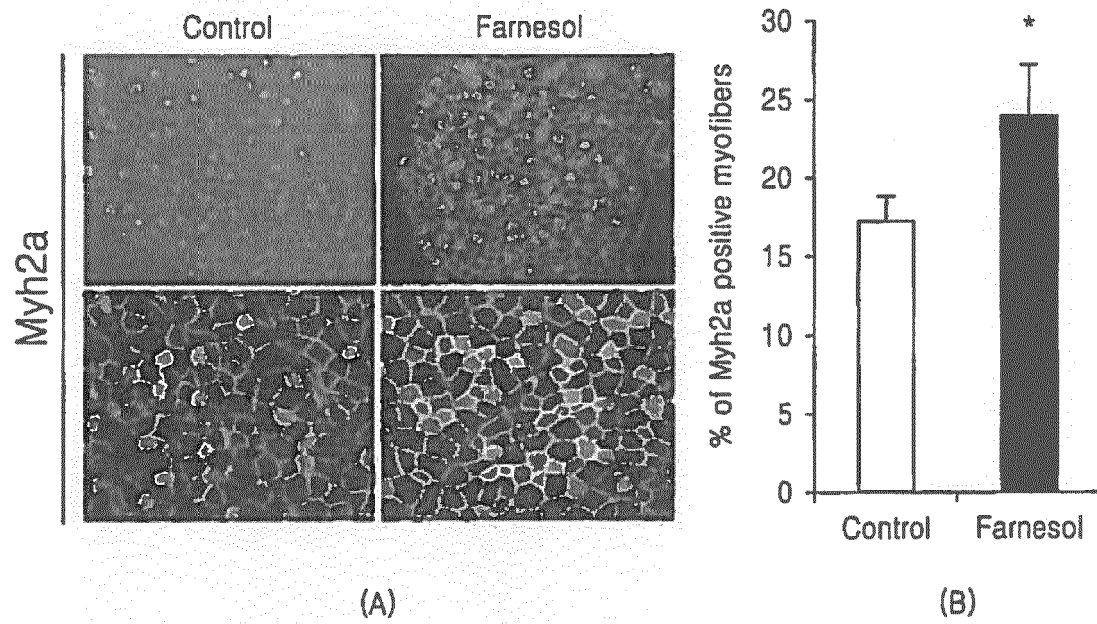 Control
Farnesol
Myh2a
(A)
% of Myh2a positive myofibers
30
25
20
15
10
5
0
*
Control
Farnesol
(B)